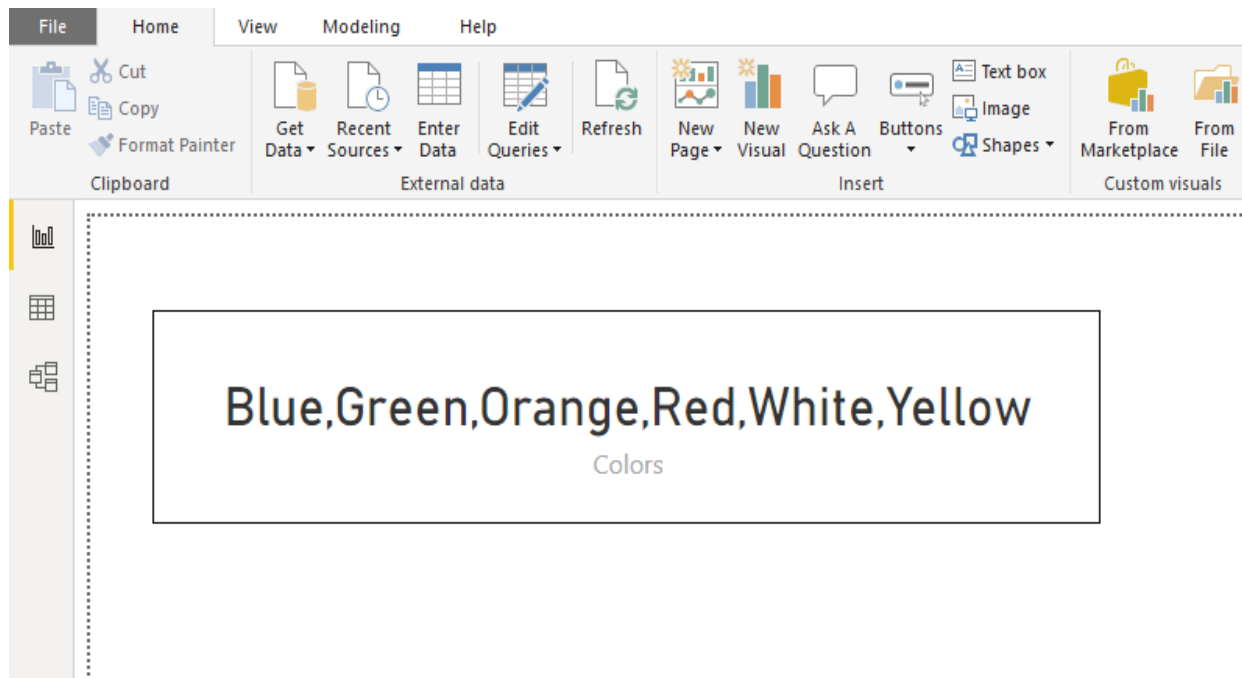 File Home View Modeling Help
Cut
Copy
Format Painter
Paste
Get Data
Recent Sources
Enter Data
Edit Queries
Refresh
New Page
New Visual
Ask A Question
Buttons
Text box
Image
Shapes
From Marketplace
From File
Clipboard External data Insert Custom visuals
Blue,Green,Orange,Red,White,Yellow
Colors